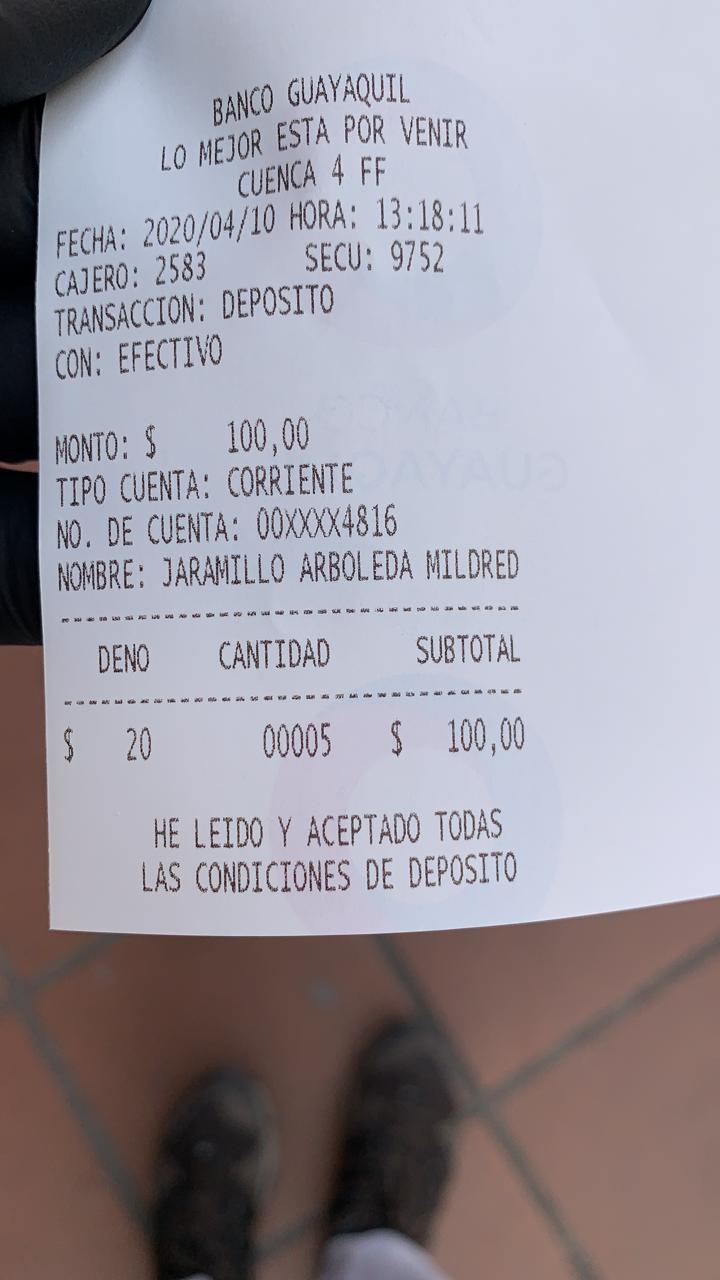 BANCO GUAYAQUIL
LO MEJOR ESTA POR VENIR
CUENCA 4 FF
FECHA: 2020/04/10 HORA: 13:18:11
CAJERO: 2583 SECU: 9752
TRANSACCION: DEPOSITO
CON: EFECTIVO
MONTO: $ 100,00
TIPO CUENTA: CORRIENTE
NO. DE CUENTA: 00XXXX4816
NOMBRE: JARAMILLO ARBOLEDA MILDRED
DENO CANTIDAD SUBTOTAL
$ 20 00005 $ 100,00
HE LEIDO Y ACEPTADO TODAS
LAS CONDICIONES DE DEPOSITO